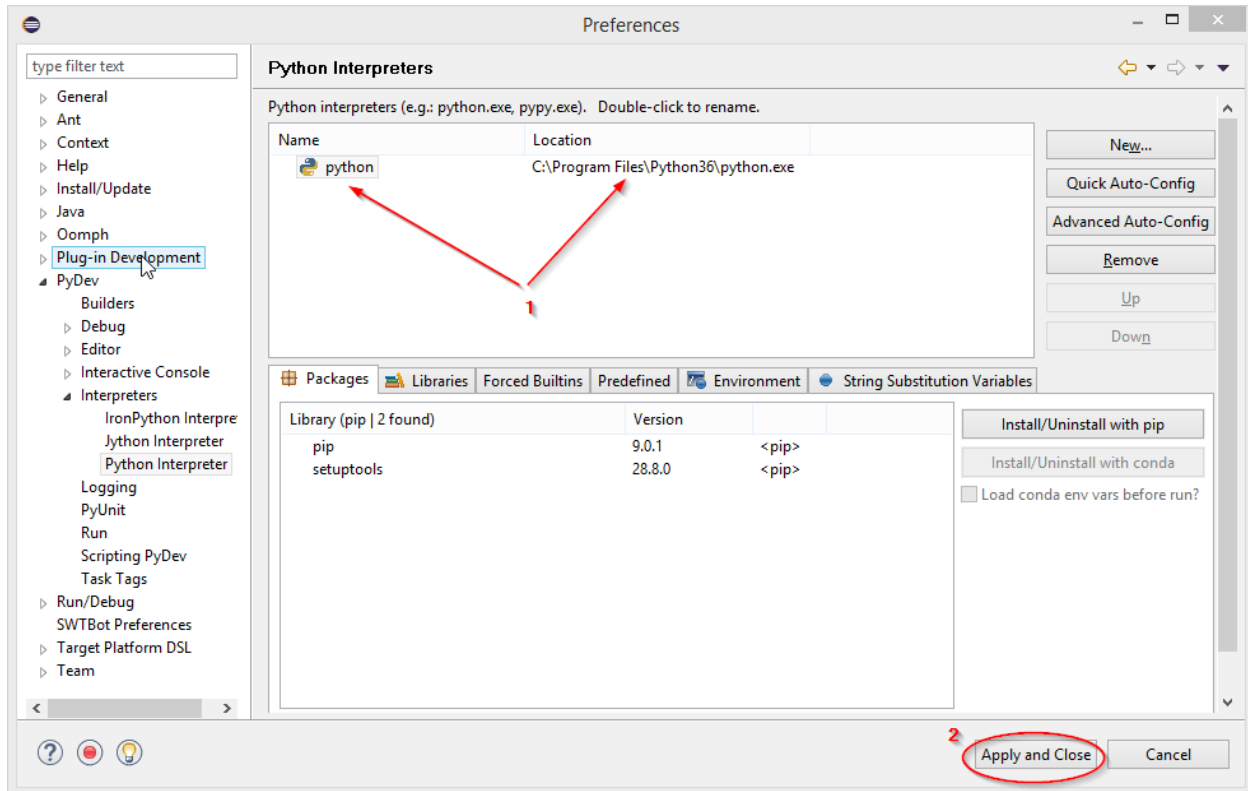 Preferences
type filter text
General
Ant
Context
Help
Install/Update
Java
Oomph
Plug-in Development
PyDev
Builders
Debug
Editor
Interactive Console
Interpreters
IronPython Interpre
Jython Interpreter
Python Interpreter
Logging
PyUnit
Run
Scripting PyDev
Task Tags
Run/Debug
SWTBot Preferences
Target Platform DSL
Team
Python Interpreters
Python interpreters (e.g.: python.exe, pypy.exe). Double-click to rename.
Name Location
python C:\Program Files\Python36\python.exe
1
New...
Quick Auto-Config
Advanced Auto-Config
Remove
Up
Down
Packages Libraries Forced Builtins Predefined Environment String Substitution Variables
Library (pip | 2 found) Version
pip 9.0.1 <pip>
setuptools 28.8.0 <pip>
Install/Uninstall with pip
Install/Uninstall with conda
Load conda env vars before run?
2
Apply and Close Cancel